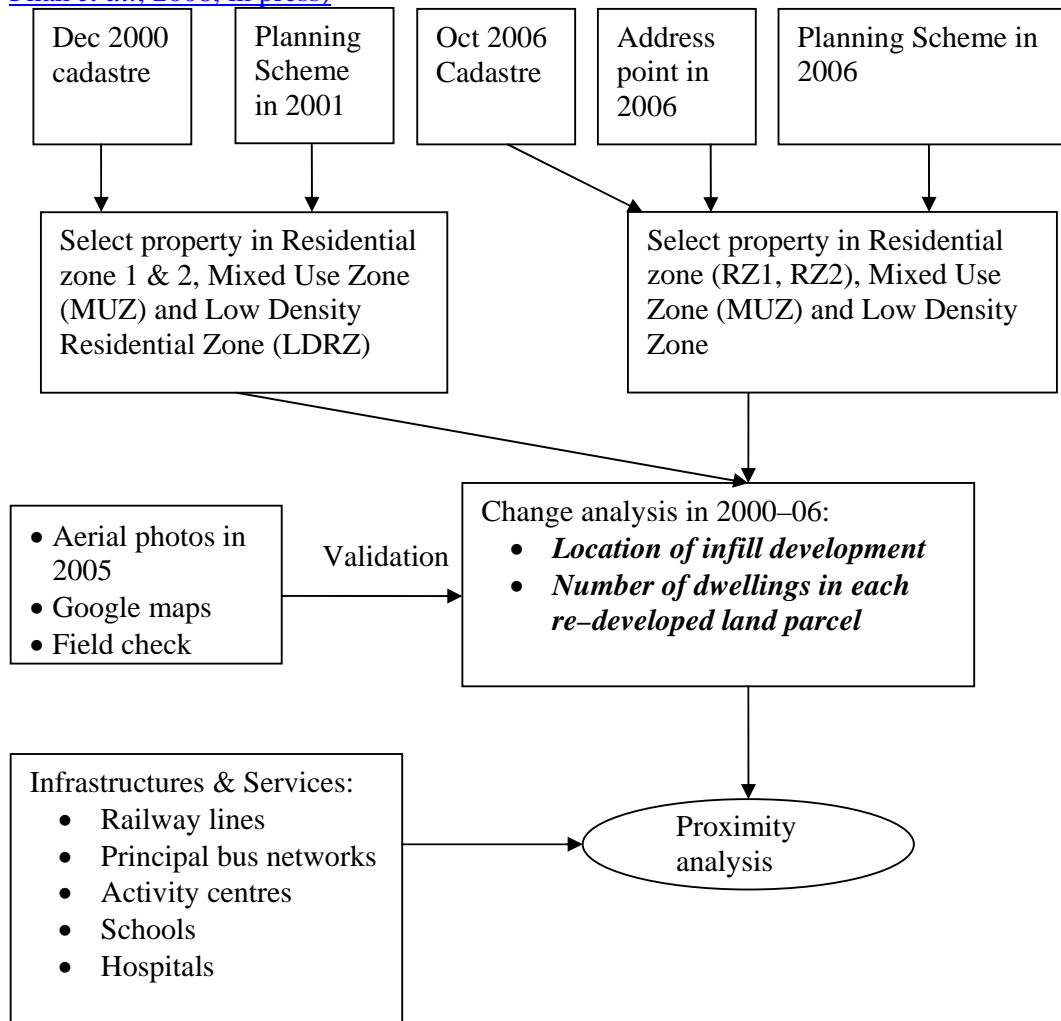 2008, in press)
Dec 2000
cadastre
Planning
Scheme
in 2001
Oct 2006
Cadastre
Address
point in
2006
Planning Scheme in
2006
Select property in Residential
zone 1 & 2, Mixed Use Zone
(MUZ) and Low Density
Residential Zone (LDRZ)
Select property in Residential
zone (RZ1, RZ2), Mixed Use
Zone (MUZ) and Low Density
Zone
• Aerial photos in
2005
• Google maps
• Field check
Validation
Change analysis in 2000–06:
• Location of infill development
• Number of dwellings in each
re–developed land parcel
Infrastructures & Services:
• Railway lines
• Principal bus networks
• Activity centres
• Schools
• Hospitals
Proximity
analysis